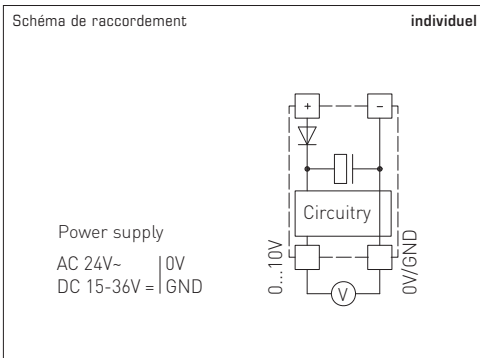 Schéma de raccordement
individuel
+
–
Circuitry
Power supply
AC 24V~ | 0V
DC 15-36V = | GND
0...10V
0V/GND
V